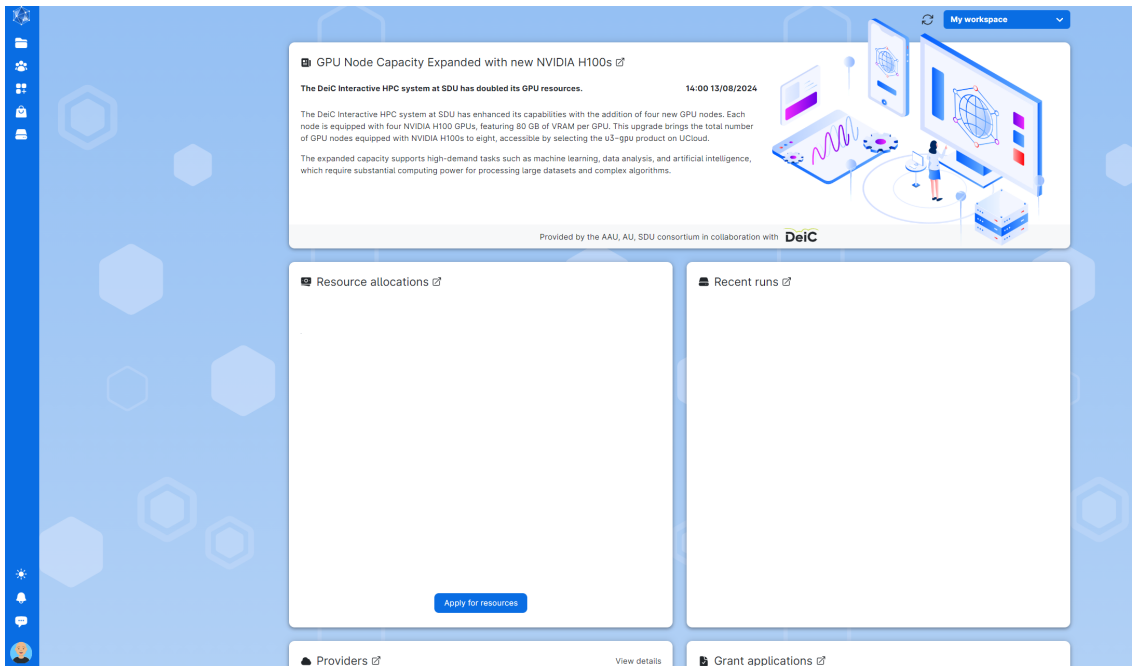 My workspace
GPU Node Capacity Expanded with new NVIDIA H100s
The DeiC Interactive HPC system at SDU has doubled its GPU resources.
14:00 13/08/2024
The DeiC Interactive HPC system at SDU has enhanced its capabilities with the addition of four new GPU nodes. Each
node is equipped with four NVIDIA H100 GPUs, featuring 80 GB of VRAM per GPU. This upgrade brings the total number
of GPU nodes equipped with NVIDIA H100s to eight, accessible by selecting the u3-gpu product on UCloud.
The expanded capacity supports high-demand tasks such as machine learning, data analysis, and artificial intelligence,
which require substantial computing power for processing large datasets and complex algorithms.
Provided by the AAU, AU, SDU consortium in collaboration with DeiC
Resource allocations
Recent runs
Apply for resources
Providers
View details
Grant applications